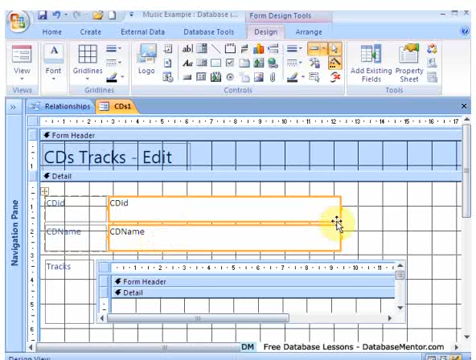 Music Example : Database (
Form Design Tools
Home Create External Data Database Tools Design Arrange
View
Views
Font
Gridlines
Gridlines
Logo
Controls
Add Existing Fields
Property Sheet
Tools
Relationships CDs1
Form Header
CDs Tracks - Edit
Detail
CDid CDid
CDName CDName
Tracks
Form Header
Detail
Navigation Pane
DM Free Database Lessons - DatabaseMentor.com
Design View